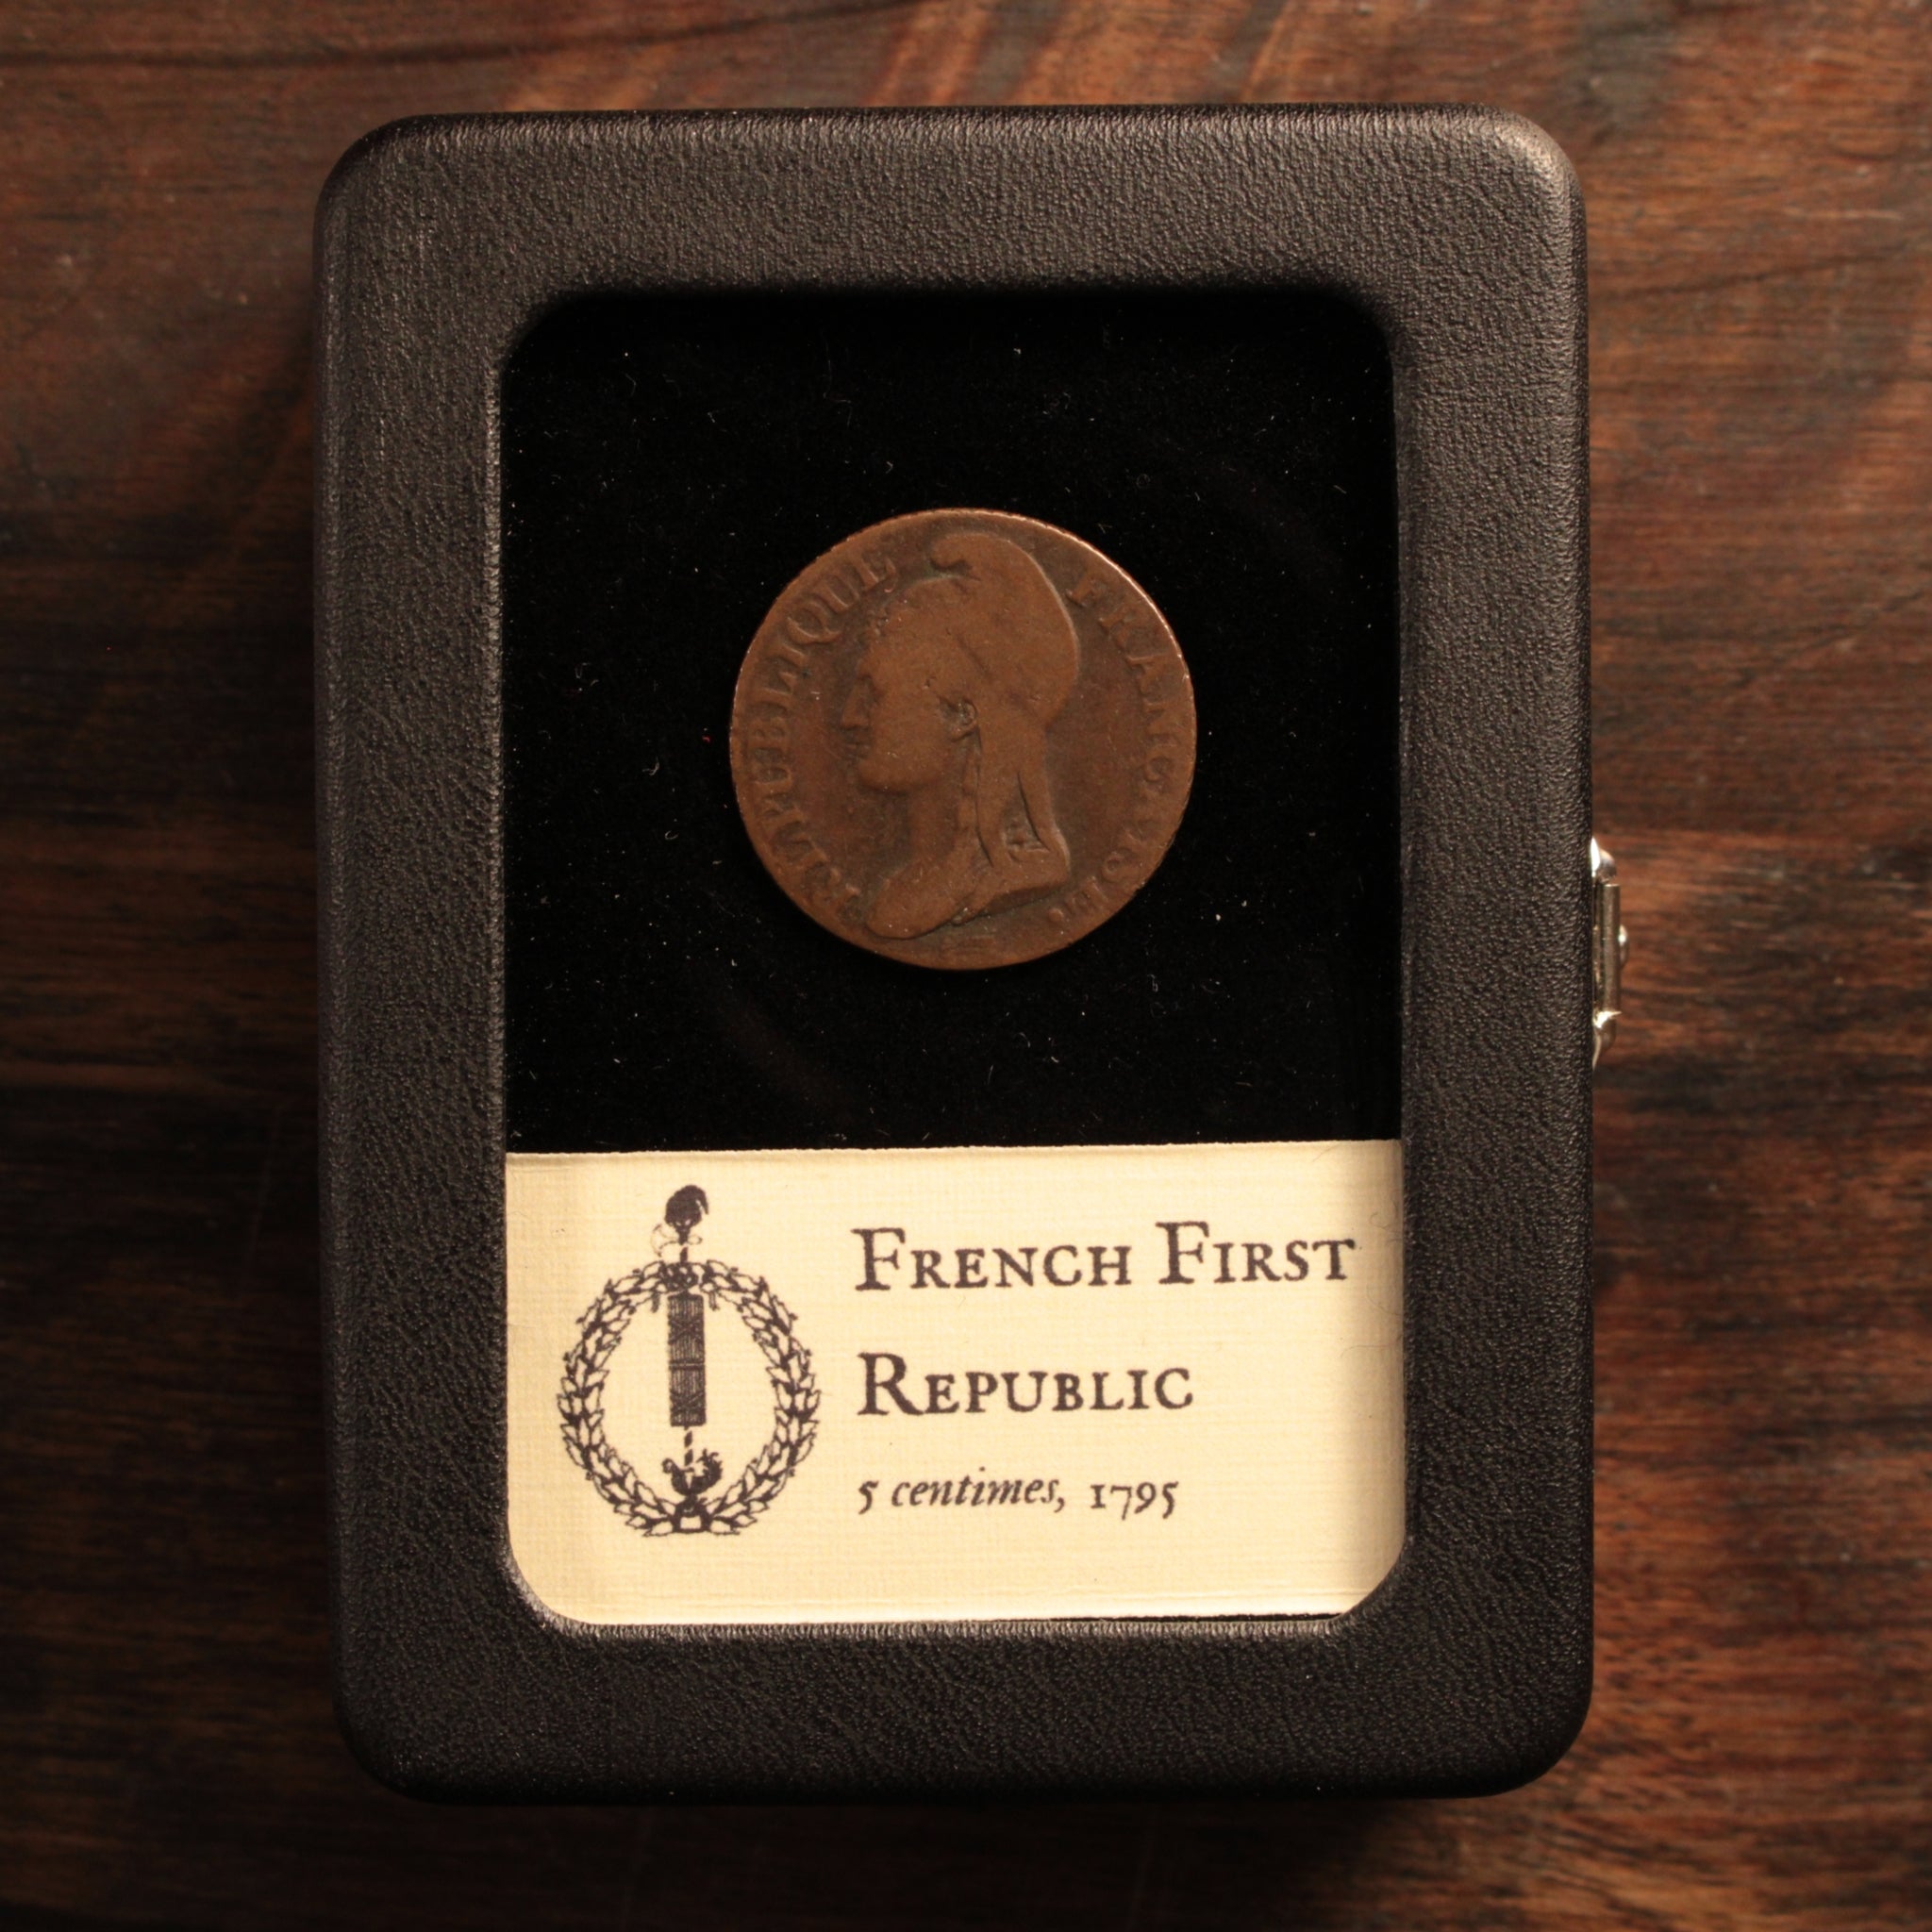 REPUBLIQUE FRANÇAISE
FRENCH FIRST
REPUBLIC
5 centimes, 1795